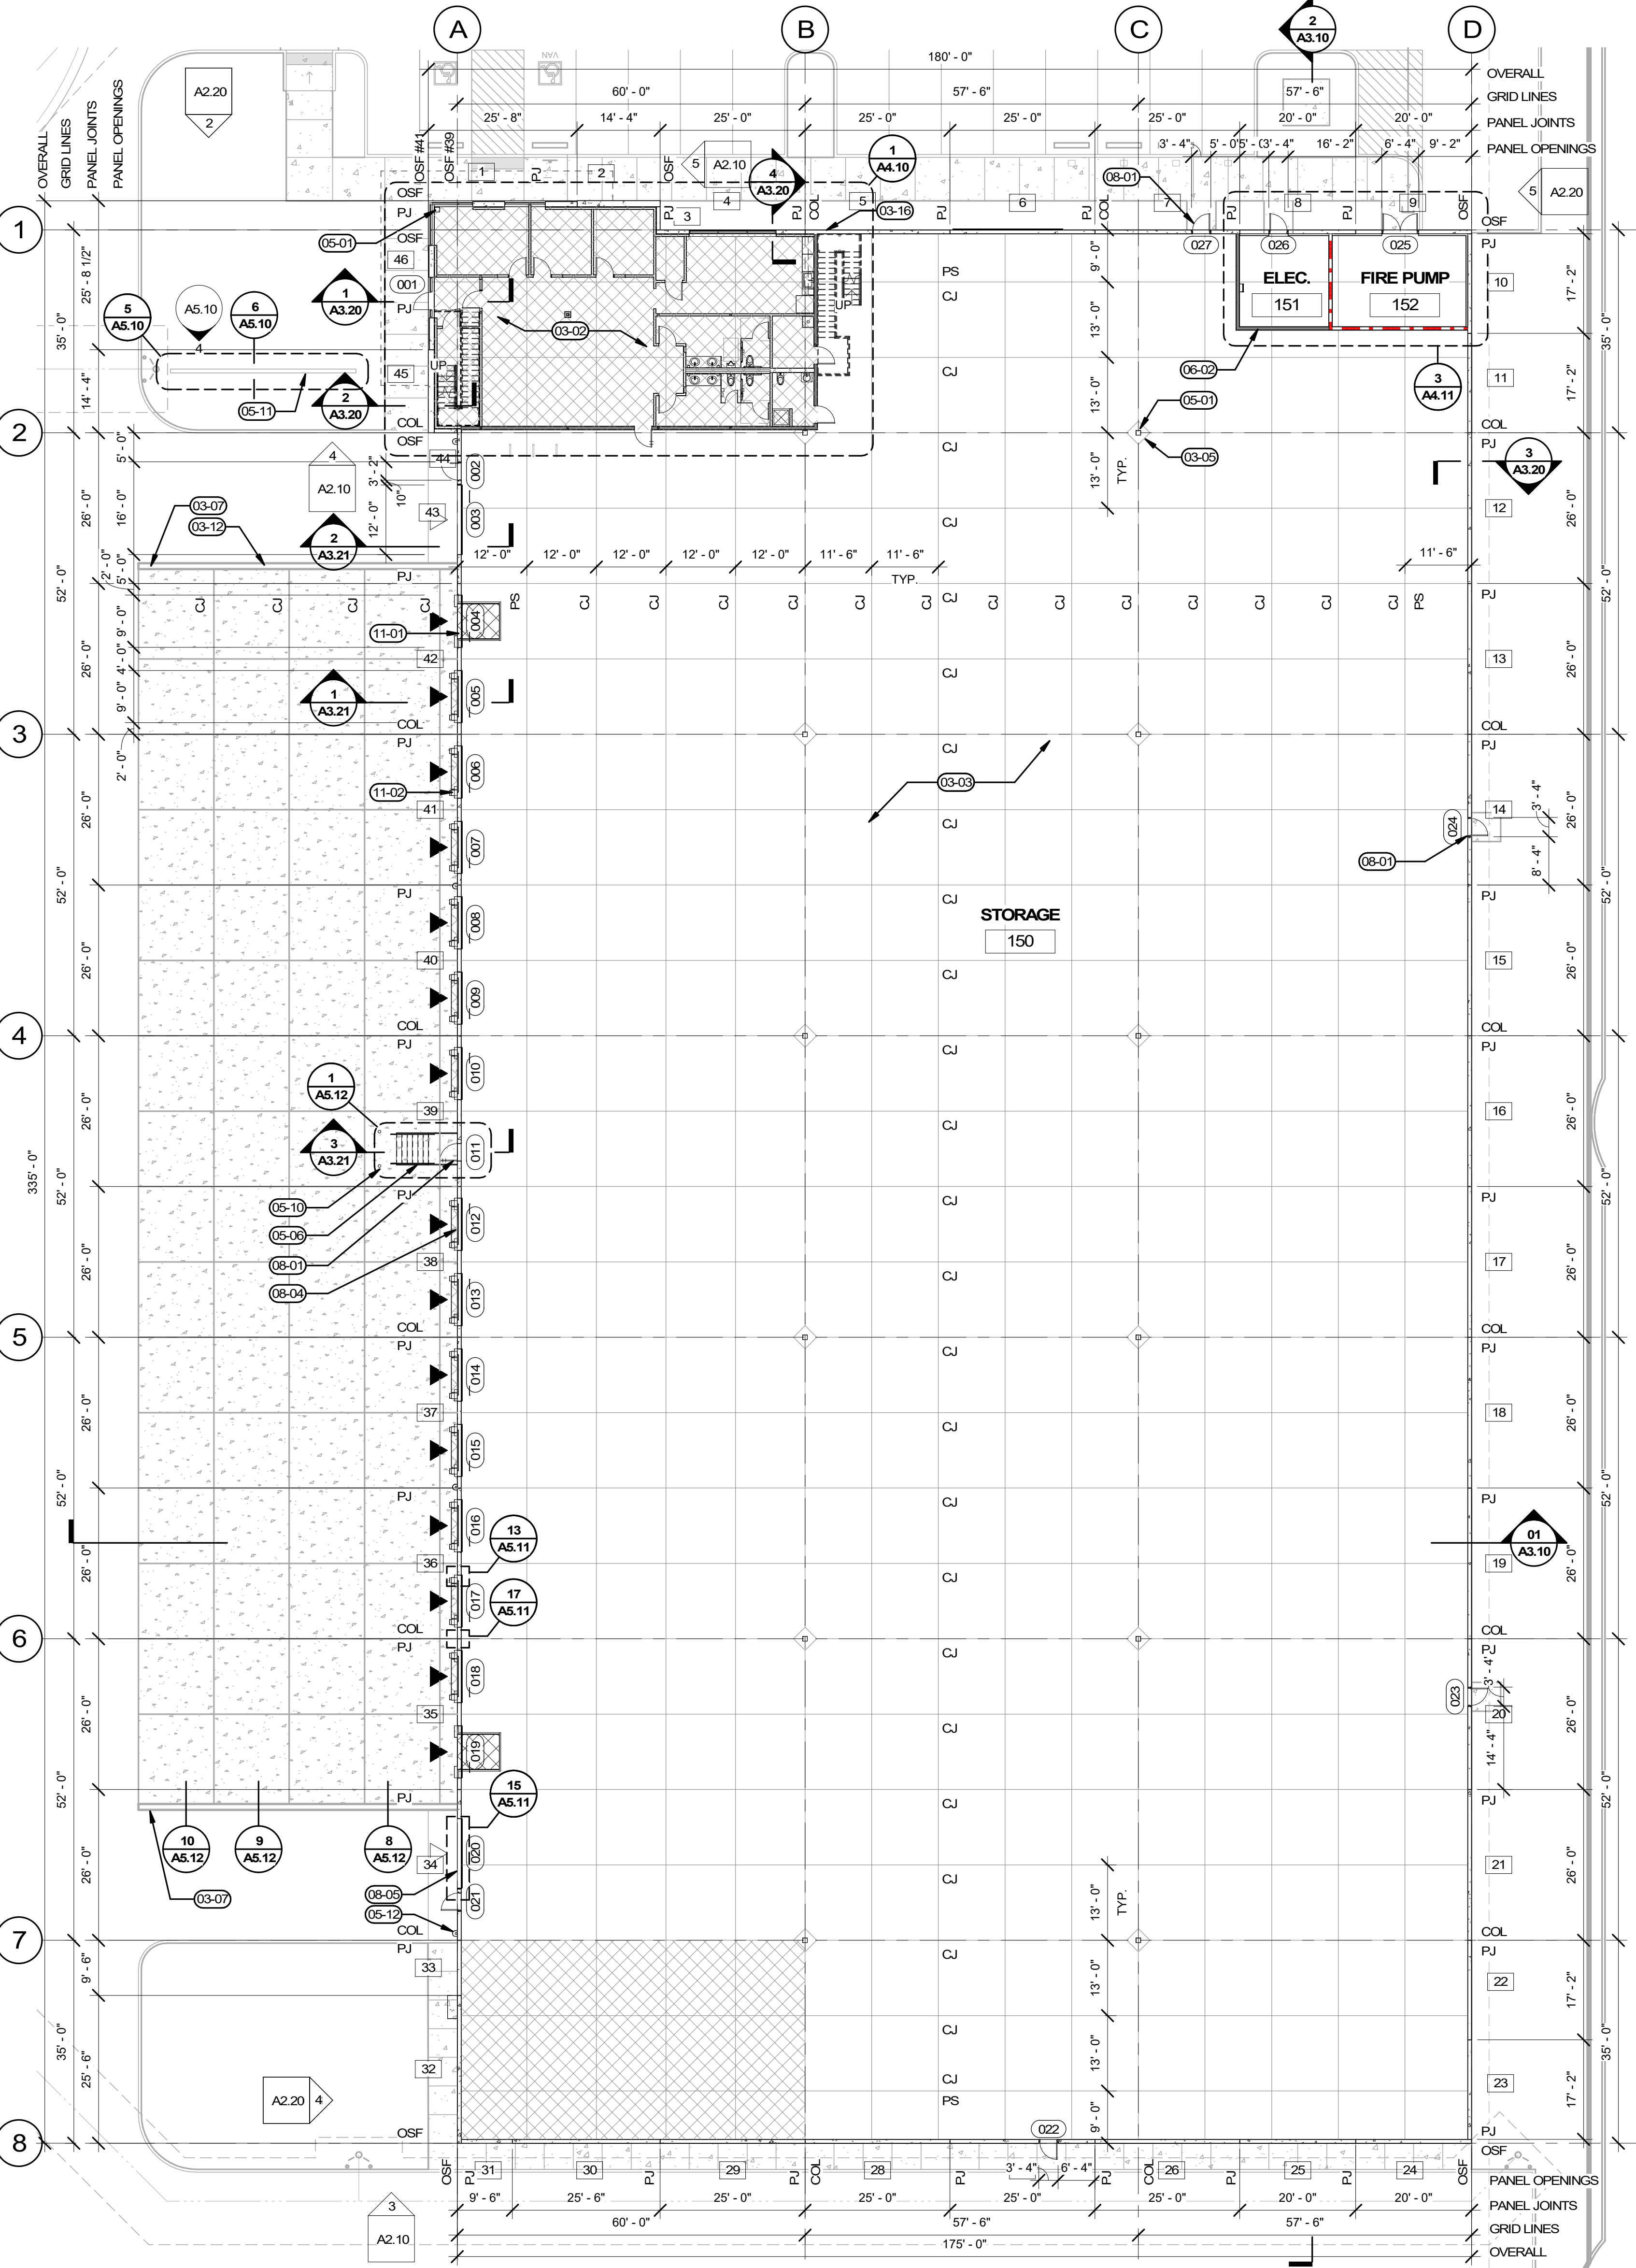 A
B
C
D
2
A3.10
180' - 0"
OVERALL
60' - 0"
57' - 6"
57' - 6"
GRID LINES
25' - 8"
14' - 4"
25' - 0"
25' - 0"
25' - 0"
20' - 0"
20' - 0"
PANEL JOINTS
3' - 4"
5' - 0"
5' - 0"
3' - 4"
16' - 2"
6' - 4"
9' - 2"
PANEL OPENINGS
VAN
A2.20
2
OVERALL
GRID LINES
PANEL JOINTS
PANEL OPENINGS
OSF #41
OSF #39
OSF
1
PJ
2
5
A2.10
4
A3.20
1
A4.10
08-01
5
A2.20
OSF
PJ
OSF
PJ
3
4
PJ
COL
5
03-16
PJ
6
PJ
COL
7
PJ
8
PJ
9
OSF
OSF
PJ
1
05-01
46
001
PJ
1
A3.20
5
A5.10
A5.10
4
6
A5.10
03-02
UP
UP
PS
CJ
9' - 0"
13' - 0"
027
026
025
ELEC.
151
FIRE PUMP
152
10
17' - 2"
35' - 0"
25' - 8 1/2"
35' - 0"
14' - 4"
05-11
2
A3.20
45
CJ
13' - 0"
05-01
06-02
3
A4.11
11
17' - 2"
2
COL
OSF
COL
PJ
5' - 0"
44
002
3' - 2"
10"
4
A2.10
CJ
13' - 0"
TYP.
03-05
3
A3.20
03-07
03-12
26' - 0"
16' - 0"
12' - 0"
43
003
2
A3.21
CJ
12
26' - 0"
12' - 0"
12' - 0"
12' - 0"
12' - 0"
12' - 0"
11' - 6"
11' - 6"
TYP.
11' - 6"
52' - 0"
2' - 0"
5' - 0"
PJ
PJ
52' - 0"
CJ
CJ
CJ
CJ
PS
CJ
CJ
CJ
CJ
CJ
CJ
CJ
CJ
CJ
CJ
CJ
CJ
CJ
PS
9' - 0"
004
11-01
26' - 0"
4' - 0"
42
13
26' - 0"
9' - 0"
005
1
A3.21
CJ
3
COL
PJ
COL
PJ
2' - 0"
006
11-02
CJ
03-03
26' - 0"
41
007
CJ
14
3' - 4"
024
26' - 0"
8' - 4"
08-01
52' - 0"
PJ
PJ
52' - 0"
008
CJ
STORAGE
150
26' - 0"
40
15
26' - 0"
009
CJ
4
COL
PJ
COL
PJ
CJ
010
1
A5.12
26' - 0"
39
16
26' - 0"
3
A3.21
011
CJ
335' - 0"
52' - 0"
PJ
PJ
52' - 0"
05-10
05-06
08-01
08-04
012
CJ
26' - 0"
38
17
26' - 0"
013
CJ
5
COL
PJ
COL
PJ
CJ
014
26' - 0"
37
18
26' - 0"
015
CJ
52' - 0"
PJ
PJ
52' - 0"
CJ
016
13
A5.11
01
A3.10
26' - 0"
36
19
26' - 0"
017
17
A5.11
CJ
6
COL
PJ
COL
PJ
CJ
018
3' - 4"
023
26' - 0"
35
20
26' - 0"
14' - 4"
019
CJ
52' - 0"
PJ
15
A5.11
PJ
52' - 0"
CJ
10
A5.12
9
A5.12
8
A5.12
020
26' - 0"
34
21
26' - 0"
03-07
08-05
05-12
021
CJ
13' - 0"
TYP.
7
COL
PJ
COL
PJ
CJ
9' - 6"
33
13' - 0"
22
17' - 2"
35' - 0"
35' - 0"
CJ
25' - 6"
32
13' - 0"
CJ
PS
23
17' - 2"
A2.20
4
9' - 0"
8
OSF
022
PJ
OSF
OSF
PJ
31
30
PJ
29
PJ
COL
28
PJ
3' - 4"
6' - 4"
PJ
COL
26
PJ
25
PJ
24
OSF
PANEL OPENINGS
9' - 6"
25' - 6"
25' - 0"
25' - 0"
25' - 0"
25' - 0"
20' - 0"
20' - 0"
PANEL JOINTS
3
A2.10
60' - 0"
57' - 6"
57' - 6"
GRID LINES
175' - 0"
OVERALL